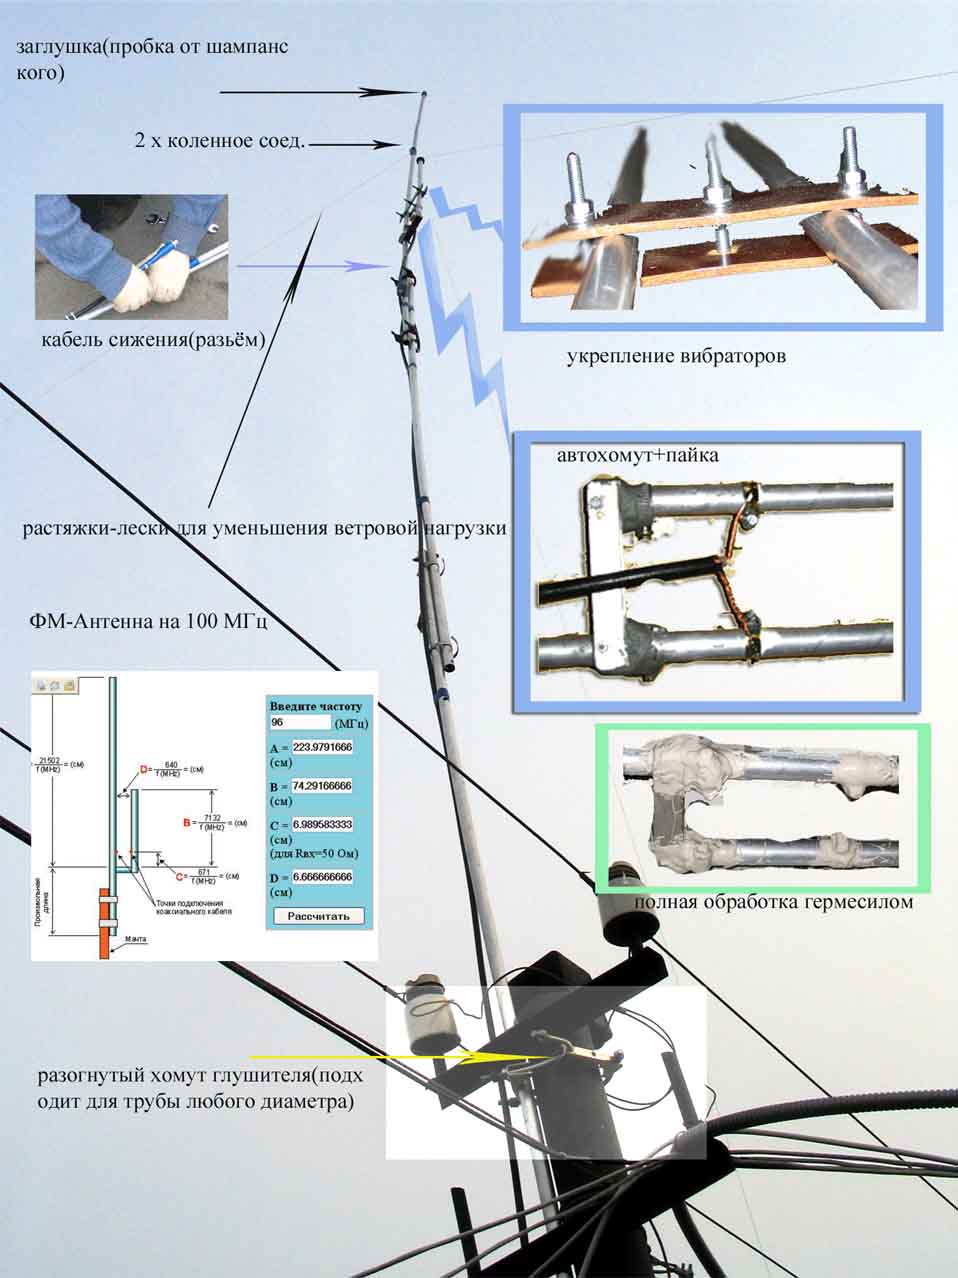 заглушка(пробка от шампанс
кого)
2 х коленное соед.
кабель сижения(разьём)
укрепление вибраторов
автохомут+пайка
растяжки-лески для уменьшения ветровой нагрузки
ФМ-Антенна на 100 МГц
21502
f (MHz)
= (см)
D= 640
f (MHz)
= (см)
B= 7132
f (MHz)
= (см)
C= 671
f (MHz)
= (см)
Произвольная
длина
Точки подключения
коаксиального кабеля
Мачта
Введите частоту
96 (МГц)
A = 223.9791666
(см)
B = 74.29166666
(см)
C = 6.989583333
(см)
(для Rвх=50 Ом)
D = 6.666666666
(см)
Рассчитать
полная обработка гермесилом
разогнутый хомут глушителя(подх
одит для трубы любого диаметра)